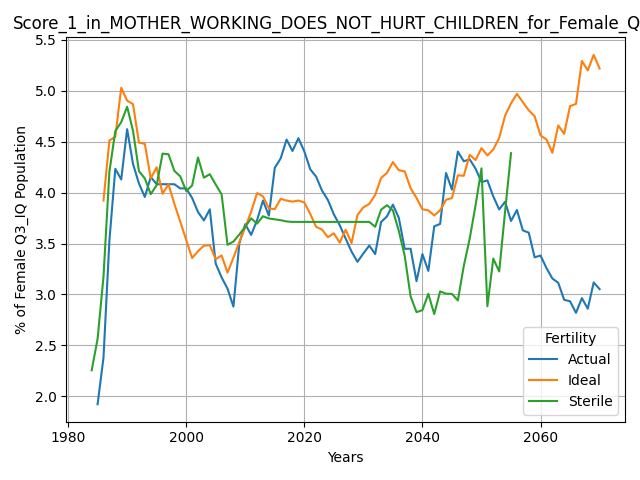 Score_1_in_MOTHER_WORKING_DOES_NOT_HURT_CHILDREN_for_Female_Q
5.5
5.0
4.5
4.0
3.5
3.0
2.5
2.0
% of Female Q3_IQ Population
1980
2000
2020
2040
2060
Years
Fertility
Actual
Ideal
Sterile